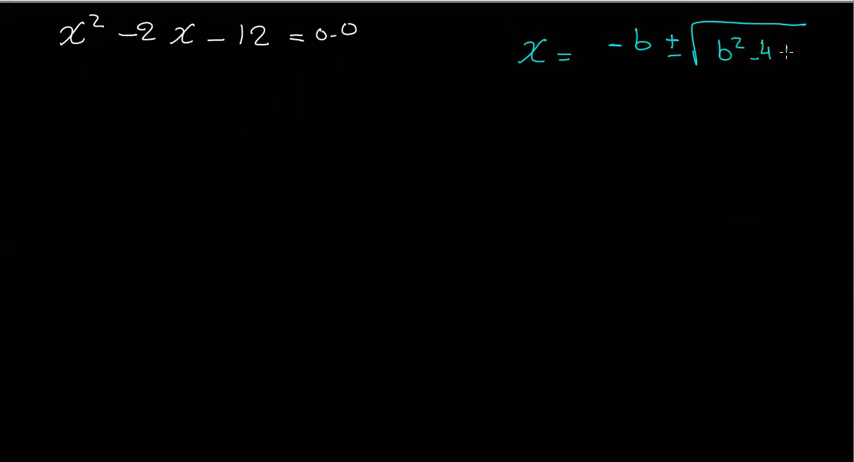 x² -2x - 12 = 0.0
x = -b ± √b² - 4